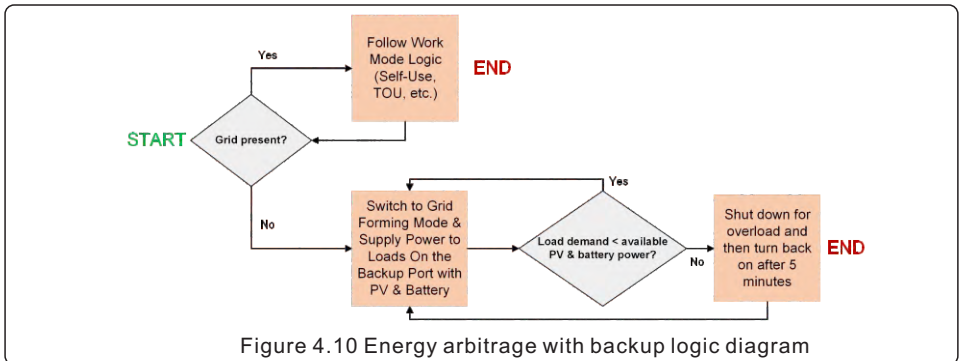 START
Grid present?
Yes
Follow Work
Mode Logic
(Self-Use,
TOU, etc.)
END
No
Switch to Grid
Forming Mode &
Supply Power to
Loads On the
Backup Port with
PV & Battery
Yes
Load demand < available
PV & battery power?
No
Shut down for
overload and
then turn back
on after 5
minutes
END
Figure 4.10 Energy arbitrage with backup logic diagram